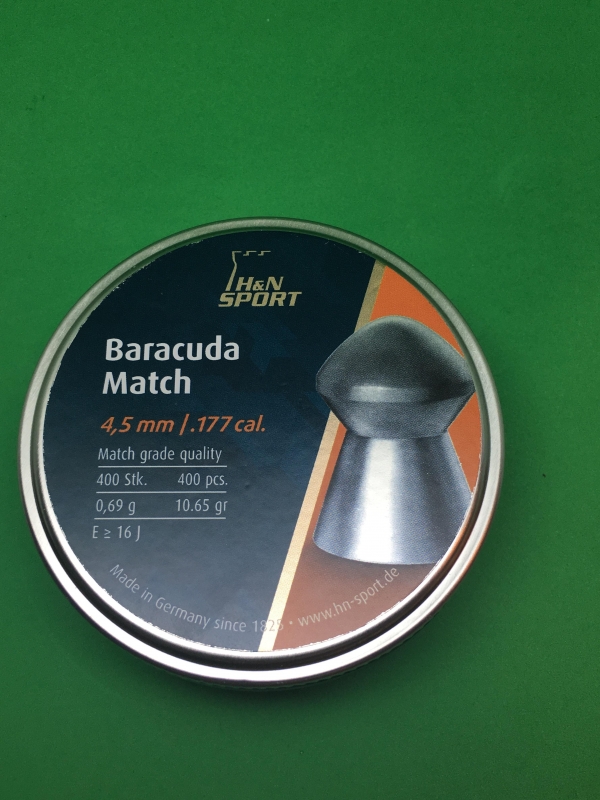 H&N
SPORT
Baracuda
Match
4,5 mm / .177 cal.
Match grade quality
400 Stk. 400 pcs.
0,69 g 10.65 gr
E ≥ 16 J
Made in Germany since 1825 • www.hn-sport.de